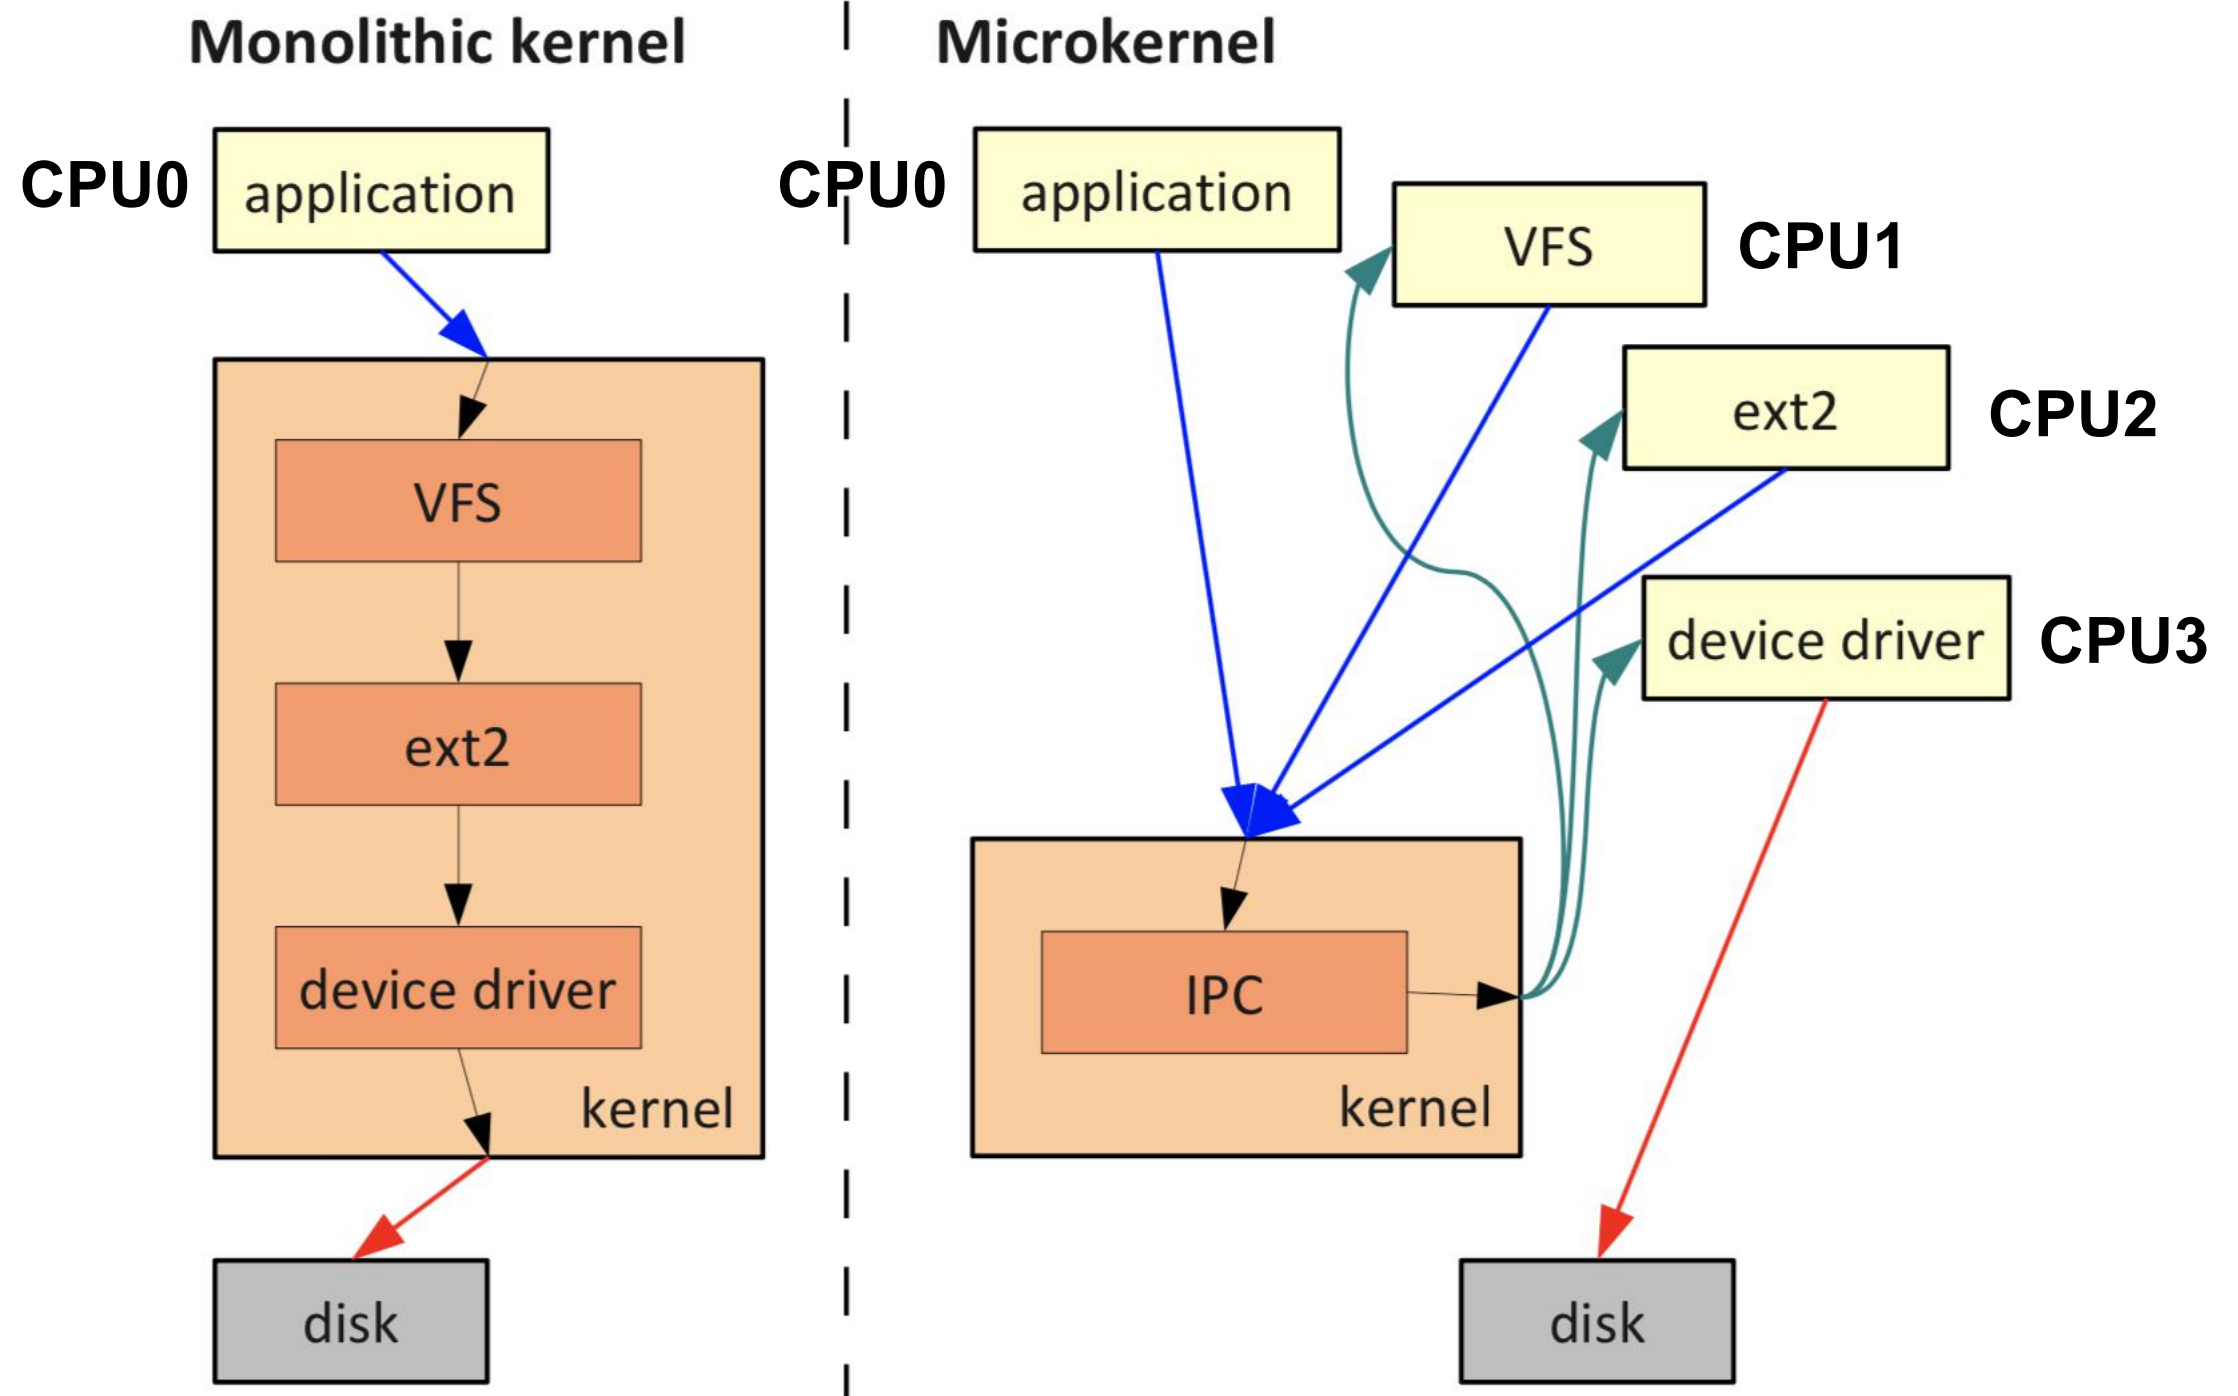 Monolithic kernel
CPU0
application
VFS
ext2
device driver
kernel
disk
Microkernel
CPU0
application
VFS
CPU1
ext2
CPU2
device driver
CPU3
IPC
kernel
disk